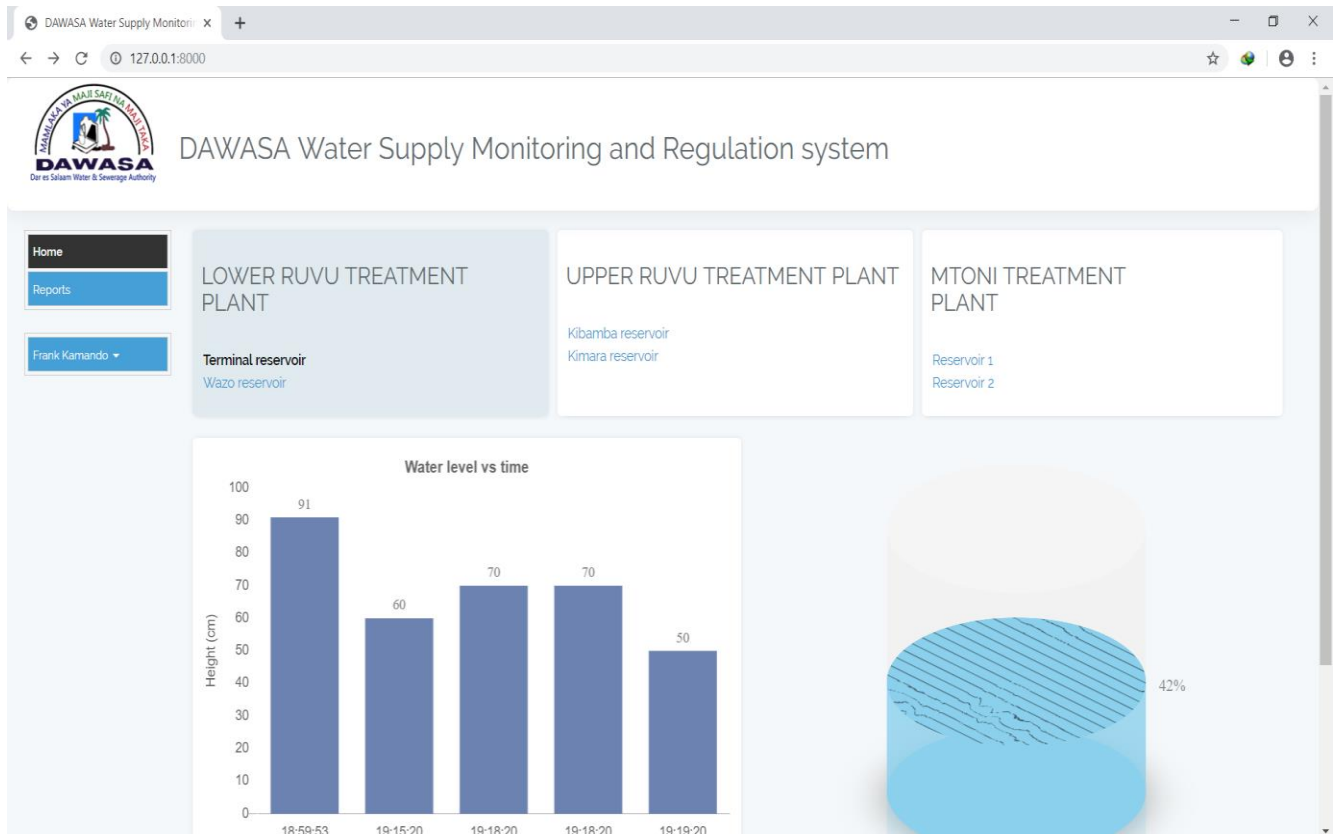 DAWASA Water Supply Monitorin
127.0.0.1:8000
MAMLAKA YA MAJI SAFI NA MAJI TAKA
DAWASA
Dar es Salaam Water & Sewerage Authority
DAWASA Water Supply Monitoring and Regulation system
Home
Reports
Frank Kamando
LOWER RUVU TREATMENT
PLANT
Terminal reservoir
Wazo reservoir
UPPER RUVU TREATMENT PLANT
Kibamba reservoir
Kimara reservoir
MTONI TREATMENT
PLANT
Reservoir 1
Reservoir 2
Water level vs time
Height (cm)
100
90
80
70
60
50
40
30
20
10
0
91
60
70
70
50
18:59:53 19:15:20 19:18:20 19:18:20 19:19:20
42%